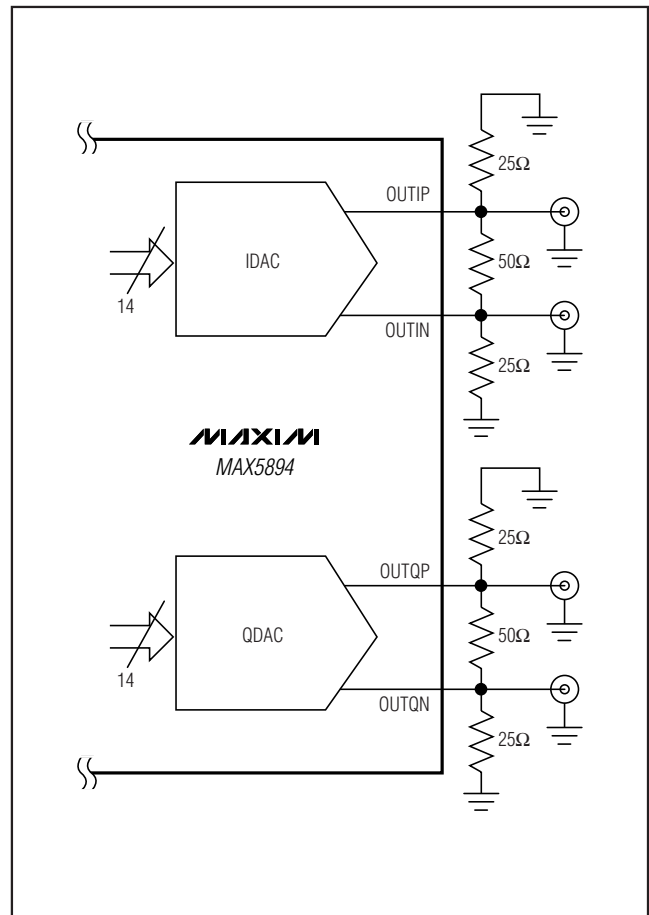 25Ω
OUTIP
50Ω
IDAC
14
OUTIN
25Ω
MAXIM
MAX5894
25Ω
OUTQP
50Ω
QDAC
14
OUTQN
25Ω